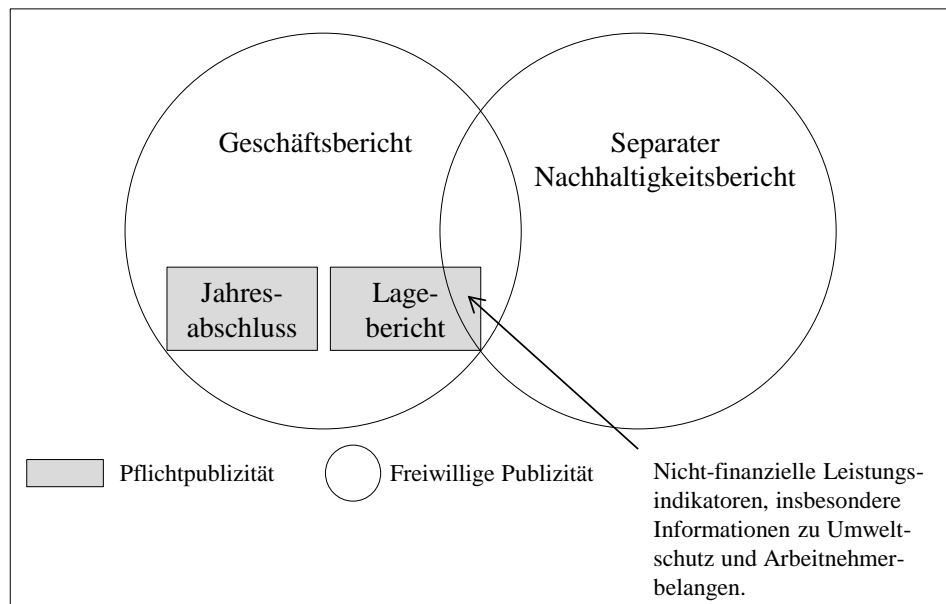 Geschäftsbericht
Separater
Nachhaltigkeitsbericht
Jahres-
abschluss
Lage-
bericht
Pflichtpublizität
Freiwillige Publizität
Nicht-finanzielle Leistungs-
indikatoren, insbesondere
Informationen zu Umwelt-
schutz und Arbeitnehmer-
belangen.